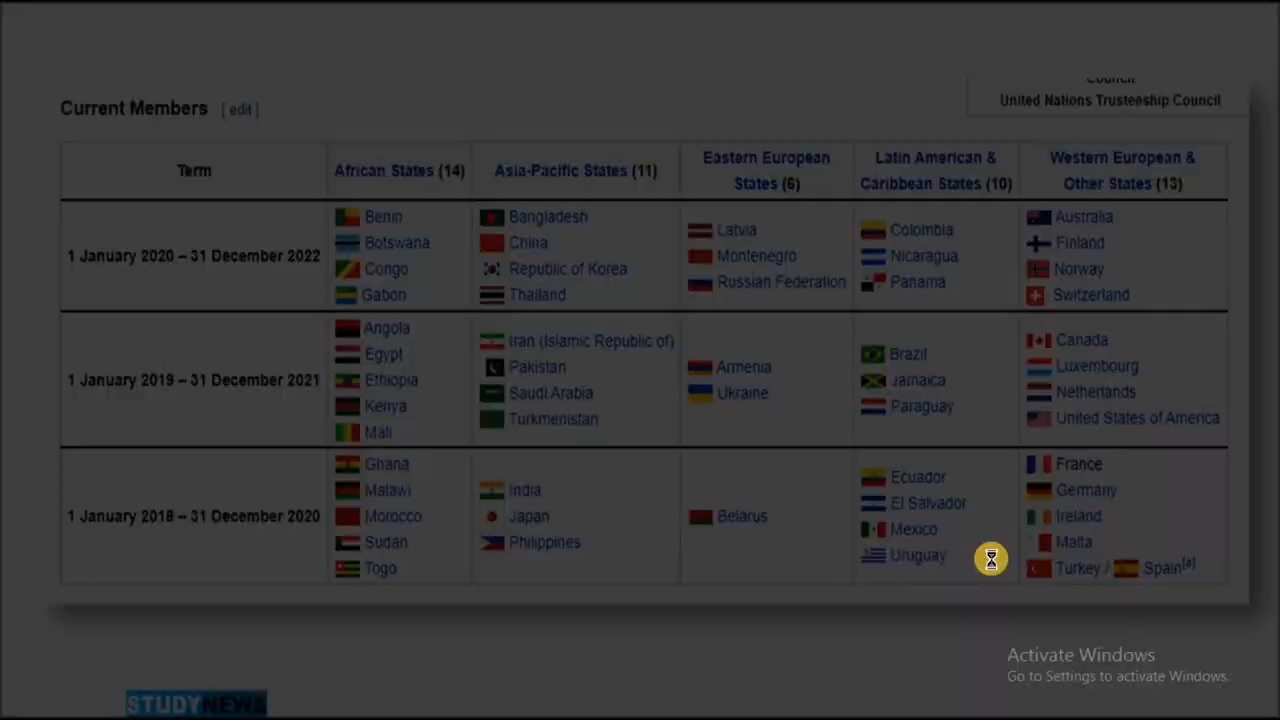 Council
United Nations Trusteeship Council
Current Members [ edit ]
Term
African States (14)
Asia-Pacific States (11)
Eastern European
States (6)
Latin American &
Caribbean States (10)
Western European &
Other States (13)
1 January 2020 – 31 December 2022
Benin
Botswana
Congo
Gabon
Bangladesh
China
Republic of Korea
Thailand
Latvia
Montenegro
Russian Federation
Colombia
Nicaragua
Panama
Australia
Finland
Norway
Switzerland
1 January 2019 – 31 December 2021
Angola
Egypt
Ethiopia
Kenya
Mali
Iran (Islamic Republic of)
Pakistan
Saudi Arabia
Turkmenistan
Armenia
Ukraine
Brazil
Jamaica
Paraguay
Canada
Luxembourg
Netherlands
United States of America
1 January 2018 – 31 December 2020
Ghana
Malawi
Morocco
Sudan
Togo
India
Japan
Philippines
Belarus
Ecuador
El Salvador
Mexico
Uruguay
France
Germany
Ireland
Malta
Turkey / Spain[a]
Activate Windows
Go to Settings to activate Windows.
STUDYNEWS